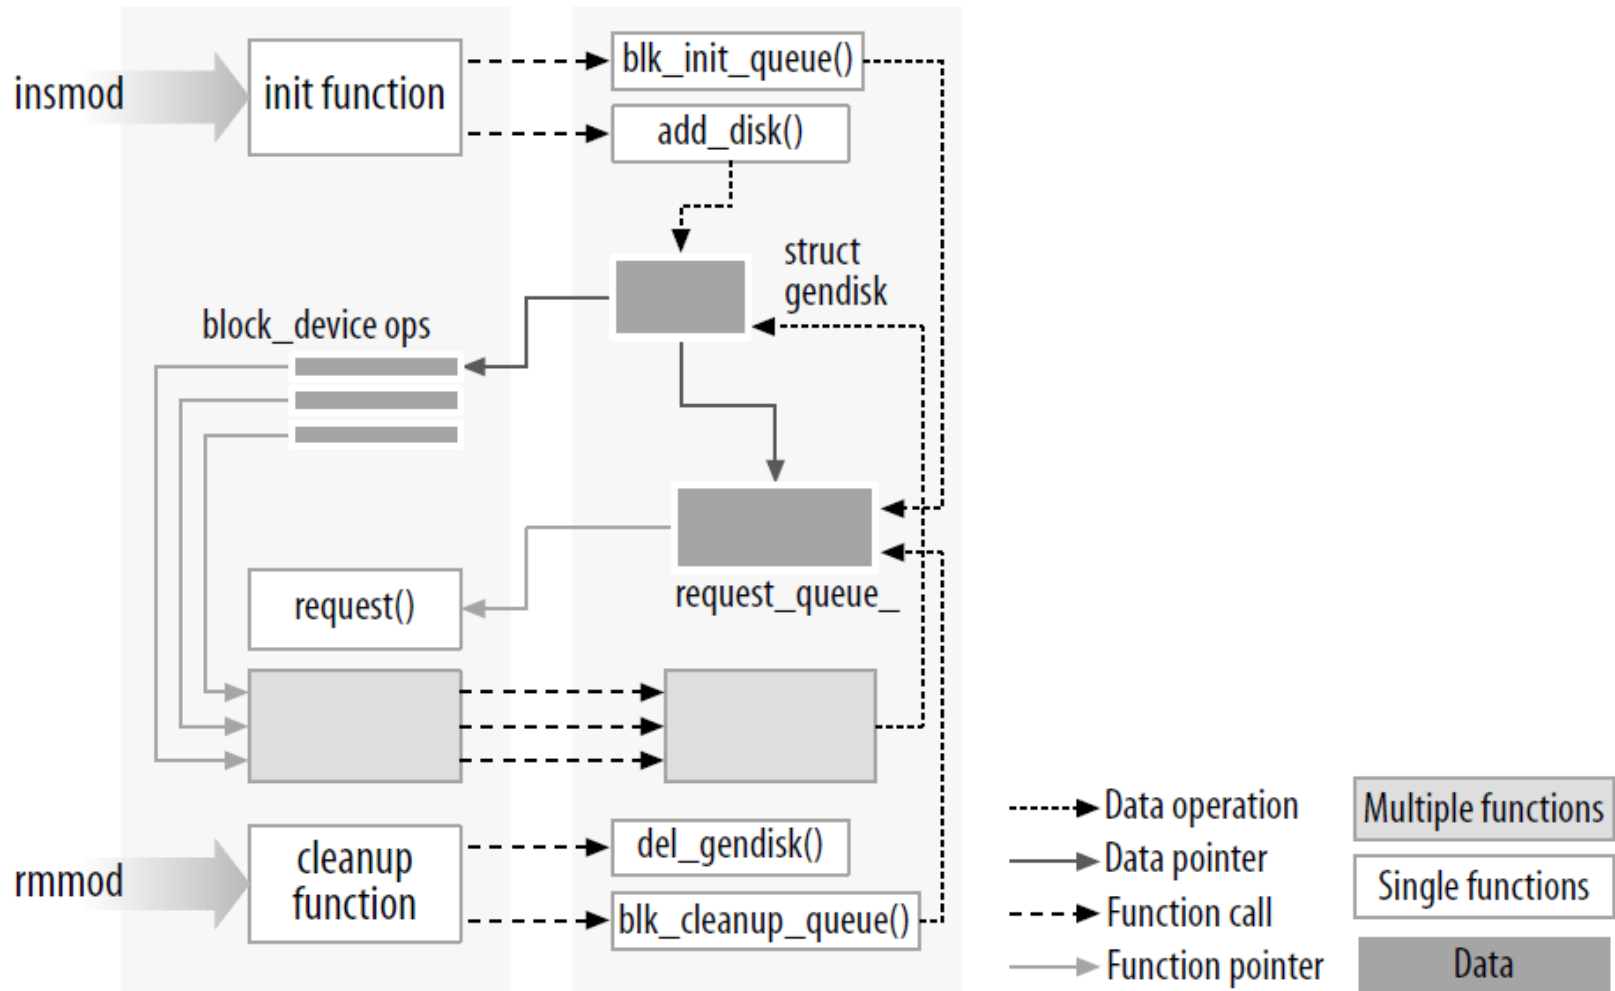 insmod
init function
blk_init_queue()
add_disk()
struct
gendisk
block_device ops
request_queue_
request()
rmmod
cleanup
function
del_gendisk()
blk_cleanup_queue()
Data operation
Data pointer
Function call
Function pointer
Multiple functions
Single functions
Data